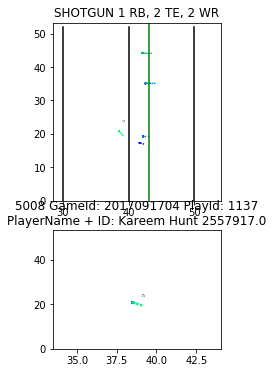 SHOTGUN 1 RB, 2 TE, 2 WR
50
40
30
20
10
0
30 40 50
5008 GameId: 2017091704 PlayId: 1137
PlayerName + ID: Kareem Hunt 2557917.0
40
20
0
35.0 37.5 40.0 42.5